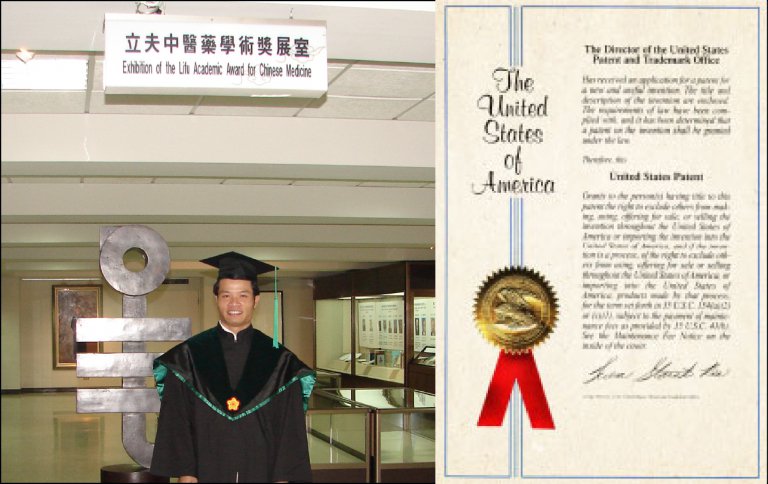 立夫中醫藥學術獎展室
Exhibition of the Lifu Academic Award for Chinese Medicine
The
United
States
of
America
The Director of the United States
Patent and Trademark Office
Has received an application for a patent for
a new and useful invention. The title and
description of the invention are enclosed.
The requirements of law have been com-
plied with, and it has been determined that
a patent on the invention shall be granted
under the law.
Therefore, this
United States Patent
Grants to the person(s) having title to this
patent the right to exclude others from mak-
ing, using, offering for sale, or selling the
invention throughout the United States of
America or importing the invention into the
United States of America, and if the inven-
tion is a process, of the right to exclude oth-
ers from using, offering for sale or selling
throughout the United States of America, or
importing into the United States of
America, products made by that process,
for the term set forth in 35 U.S.C. 154(a)(2)
or (c)(1), subject to the payment of mainte-
nance fees as provided by 35 U.S.C. 41(b).
See the Maintenance Fee Notice on the
inside of the cover.